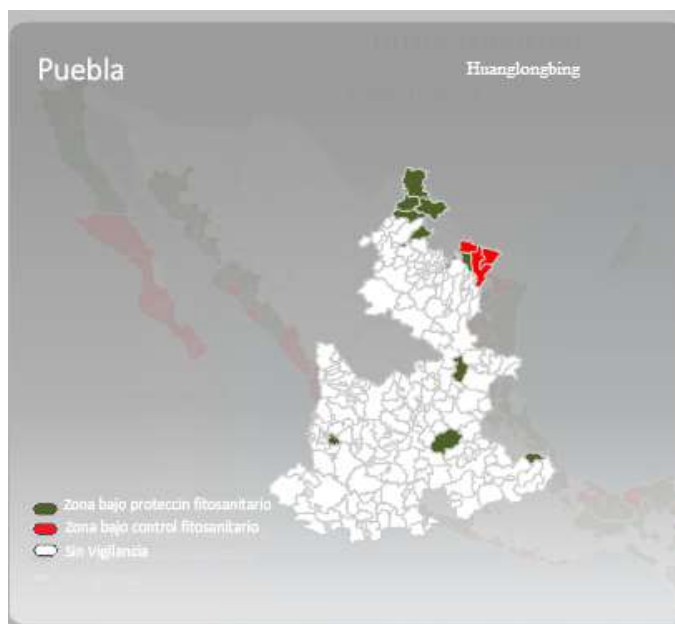 Puebla
Huanglongbing
Zona bajo proteccin fitosanitario
Zona bajo control fitosanitario
Sin Vigilancia